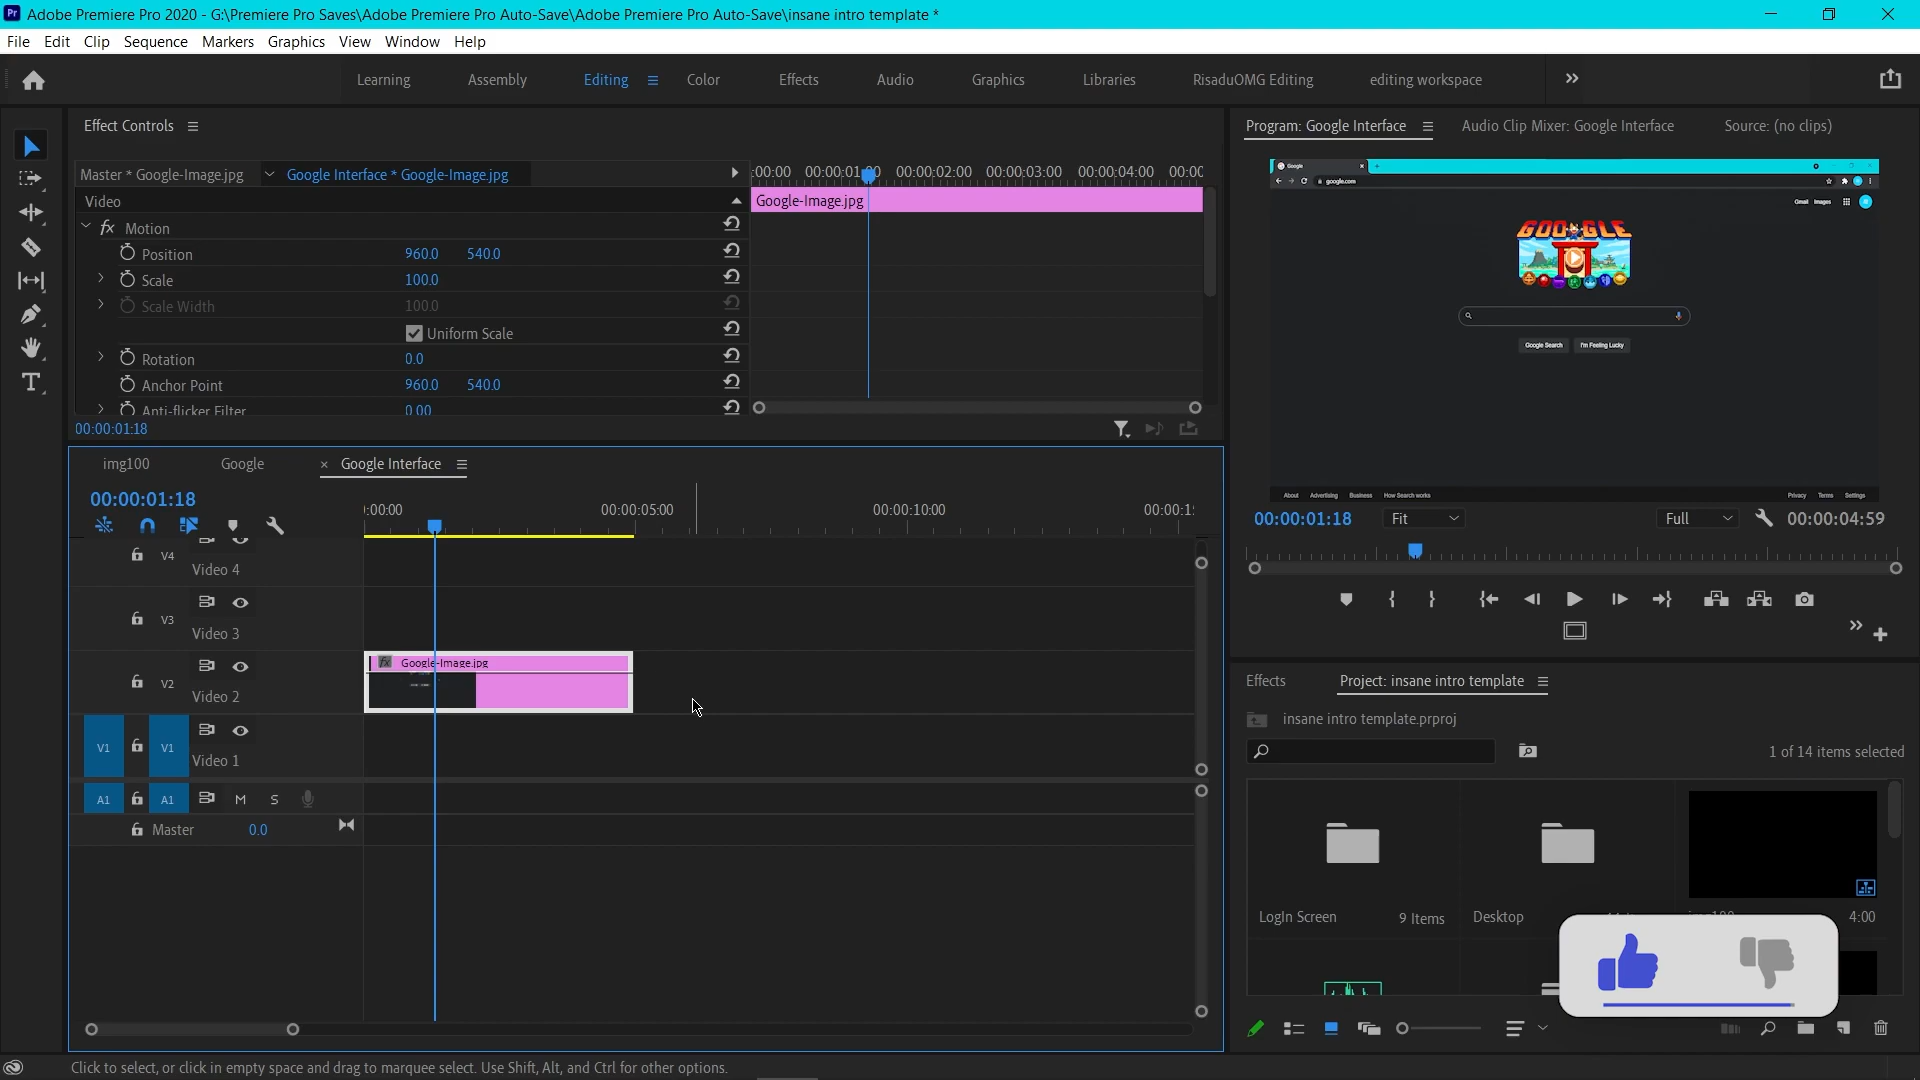 Adobe Premiere Pro 2020 - G:\Premiere Pro Saves\Adobe Premiere Pro Auto-Save\Adobe Premiere Pro Auto-Save\insane intro template *
File Edit Clip Sequence Markers Graphics View Window Help
Learning Assembly Editing Color Effects Audio Graphics Libraries RisaduOMG Editing editing workspace
Effect Controls
Master * Google-Image.jpg Google Interface * Google-Image.jpg
:00:00 00:00:01:00 00:00:02:00 00:00:03:00 00:00:04:00 00:00
Video
Google-Image.jpg
Motion
Position 960.0 540.0
Scale 100.0
Scale Width 100.0
Uniform Scale
Rotation 0.0
Anchor Point 960.0 540.0
Anti-flicker Filter 0.00
00:00:01:18
Program: Google Interface Audio Clip Mixer: Google Interface Source: (no clips)
Google
google.com
Gmail Images
GOOGLE
Google Search I'm Feeling Lucky
About Advertising Business How Search works Privacy Terms Settings
00:00:01:18 Fit Full 00:00:04:59
img100 Google Google Interface
00:00:01:18
:00:00 00:00:05:00 00:00:10:00 00:00:1
V4 Video 4
V3 Video 3
V2 Video 2
fx Google-Image.jpg
V1 V1 Video 1
A1 A1 M S
Master 0.0
Effects Project: insane intro template
insane intro template.prproj
1 of 14 items selected
LogIn Screen 9 Items Desktop img100 4:00
Click to select, or click in empty space and drag to marquee select. Use Shift, Alt, and Ctrl for other options.